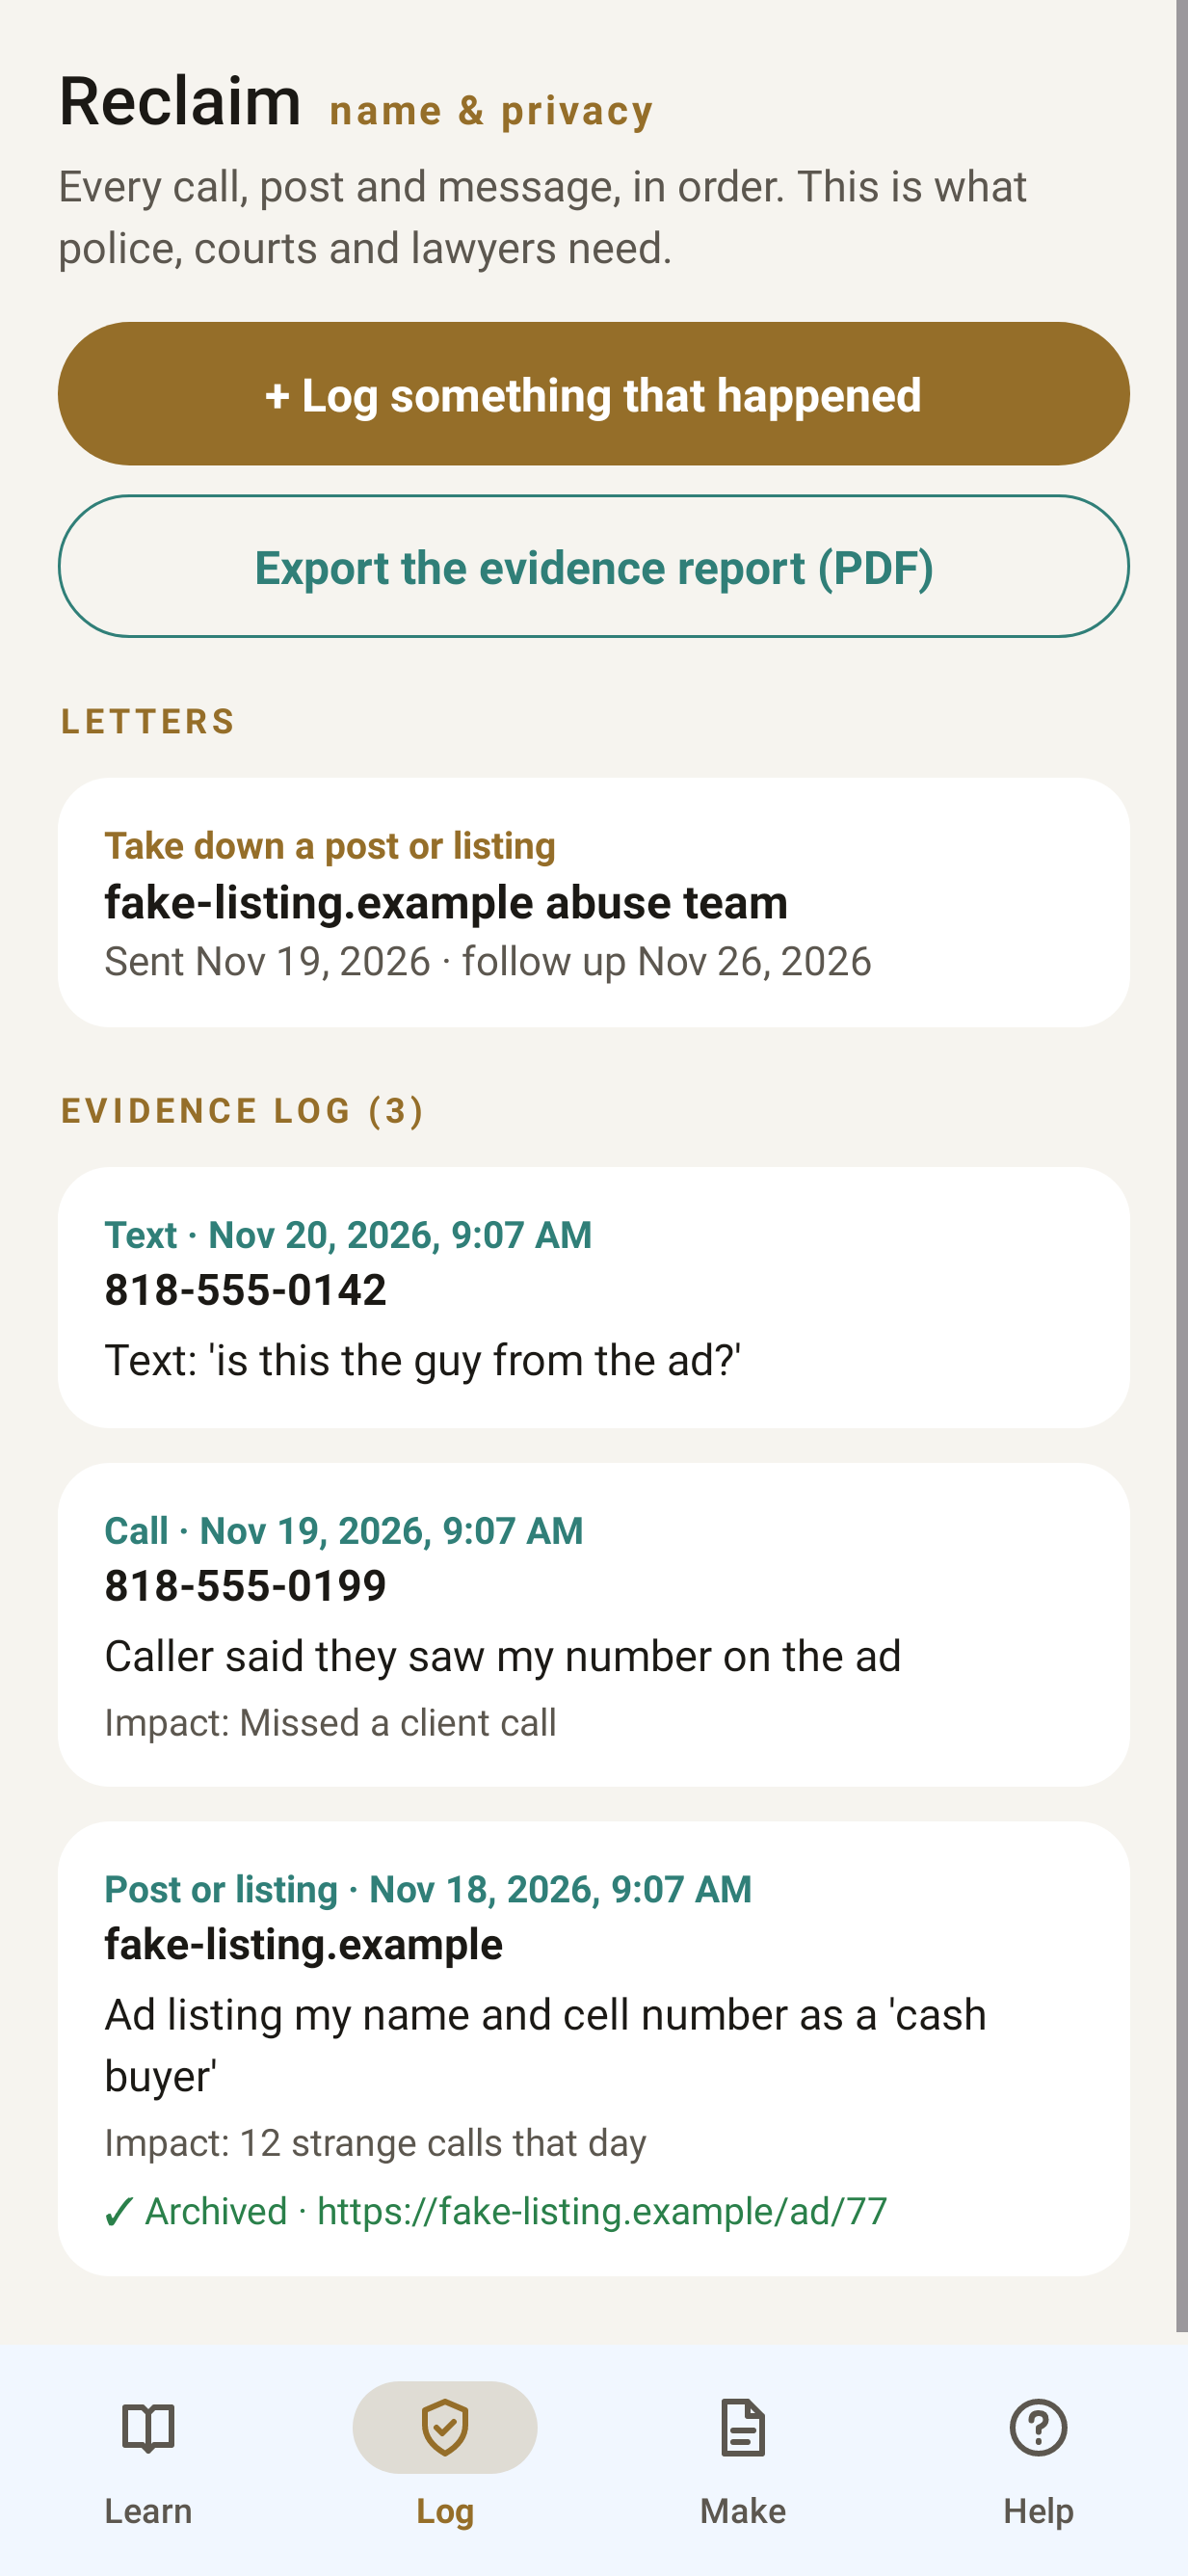 Reclaim name & privacy
Every call, post and message, in order. This is what
police, courts and lawyers need.
+ Log something that happened
Export the evidence report (PDF)
LETTERS
Take down a post or listing
fake-listing.example abuse team
Sent Nov 19, 2026 · follow up Nov 26, 2026
EVIDENCE LOG (3)
Text · Nov 20, 2026, 9:07 AM
818-555-0142
Text: 'is this the guy from the ad?'
Call · Nov 19, 2026, 9:07 AM
818-555-0199
Caller said they saw my number on the ad
Impact: Missed a client call
Post or listing · Nov 18, 2026, 9:07 AM
fake-listing.example
Ad listing my name and cell number as a 'cash
buyer'
Impact: 12 strange calls that day
✓ Archived · https://fake-listing.example/ad/77
Learn
Log
Make
Help